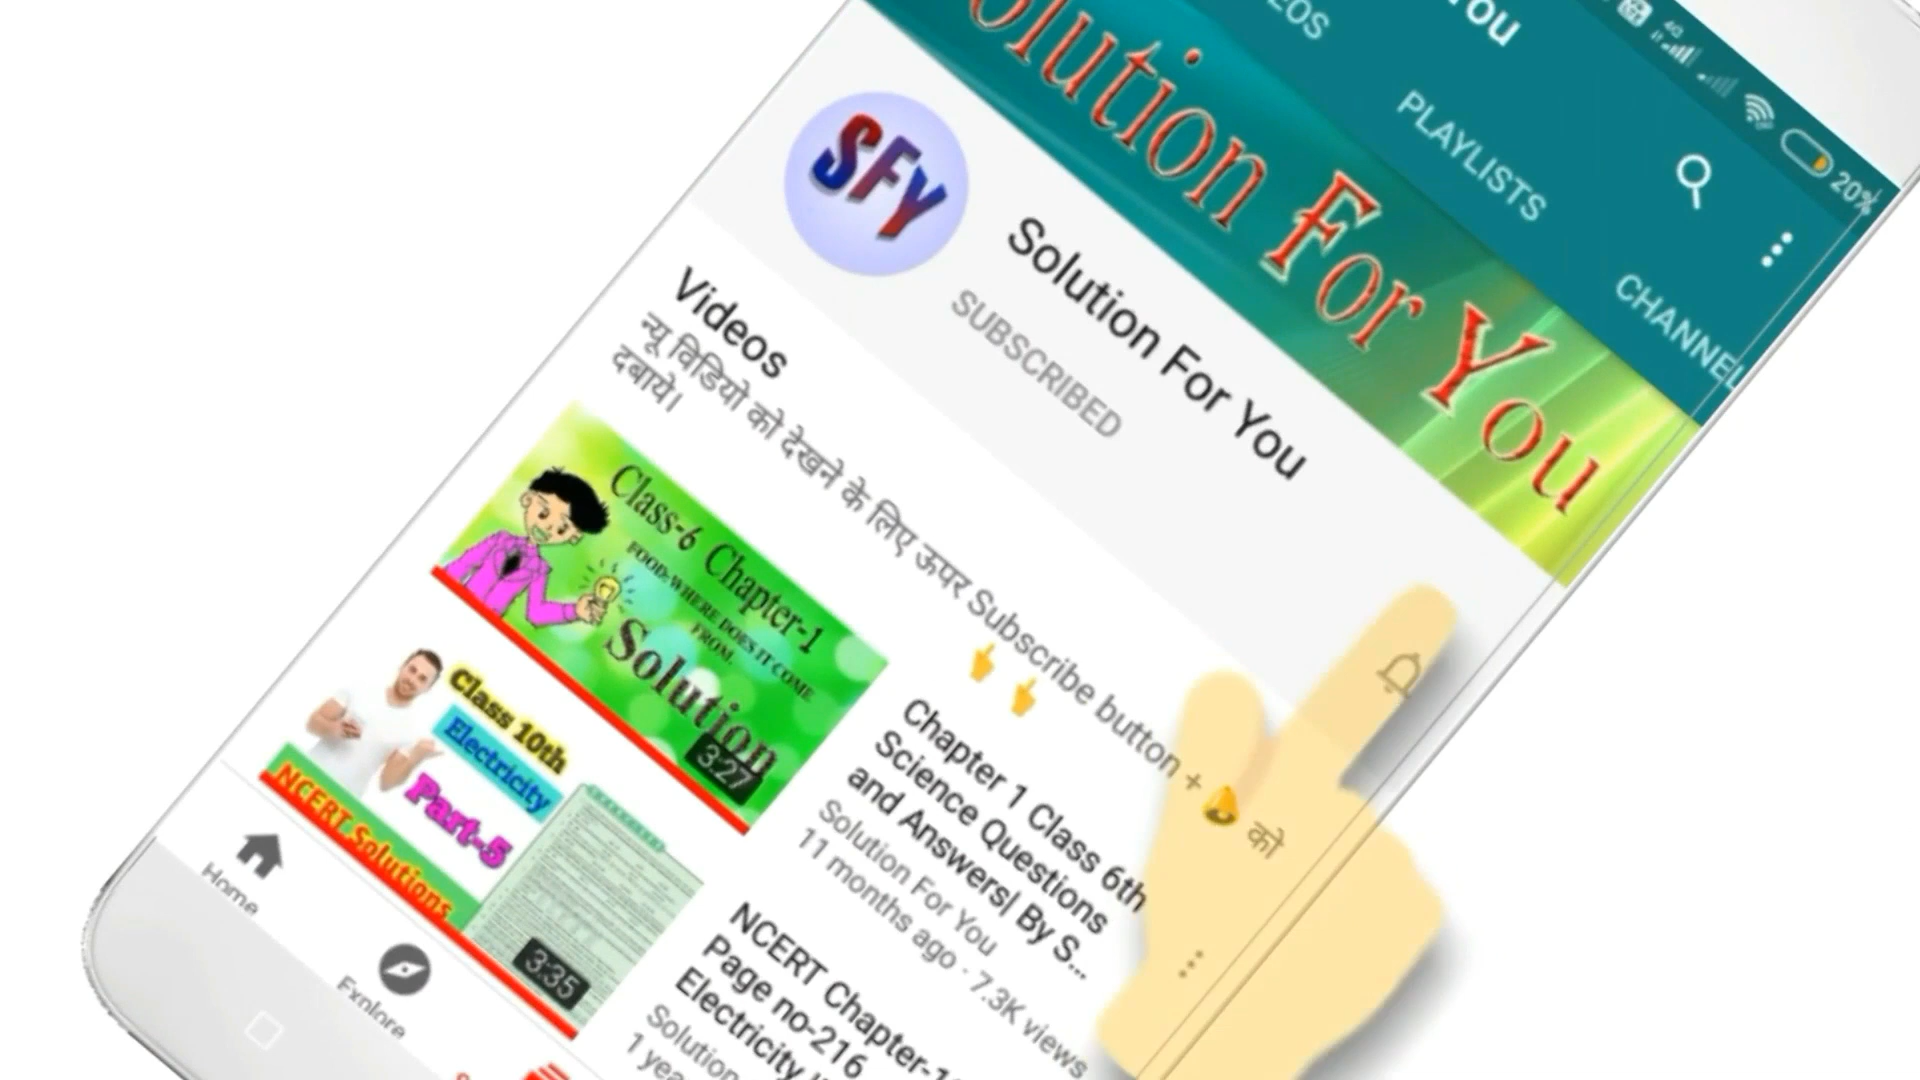 20%
PLAYLISTS
CHANNEL
Solution For You
SFY
Solution For You
SUBSCRIBED
Videos
न्यू विडियो को देखने के लिए ऊपर Subscribe button + 🔔 को
दबाये।
Class-6 Chapter-1
FOOD: WHERE DOES IT COME
FROM.
Solution
3:27
Chapter 1 Class 6th
Science Questions
and Answers| By S...
Solution For You
11 months ago · 7.3K views
Class 10th
Electricity
Part-5
NCERT Solutions
3:35
NCERT Chapter-
Page no-216
Electricity
Solution
1
Home
Explore